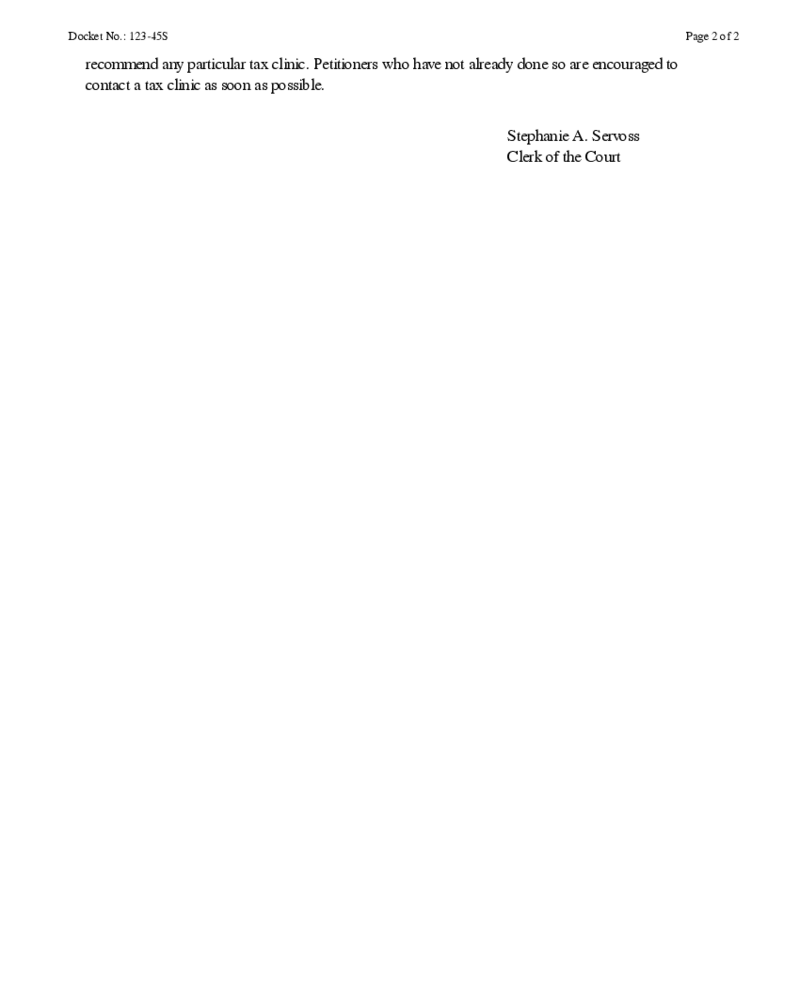 Docket No.: 123-45S
Page 2 of 2
recommend any particular tax clinic. Petitioners who have not already done so are encouraged to
contact a tax clinic as soon as possible.
Stephanie A. Servoss
Clerk of the Court